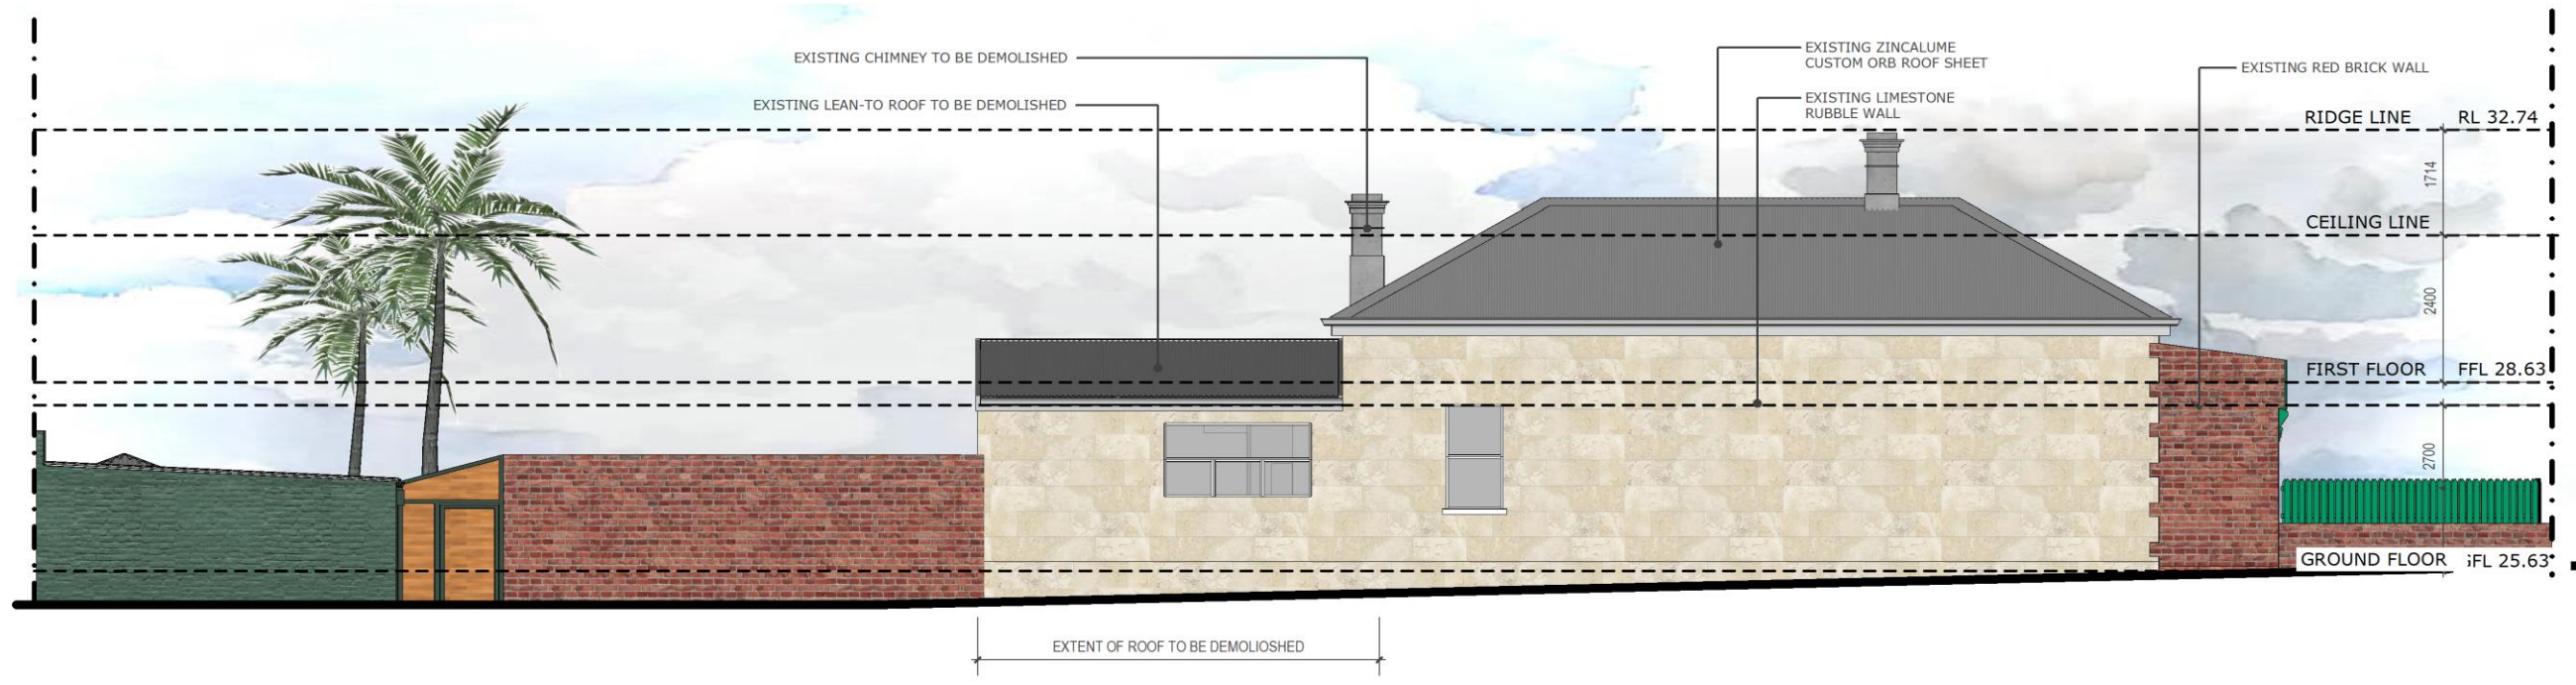 EXISTING CHIMNEY TO BE DEMOLISHED
EXISTING LEAN-TO ROOF TO BE DEMOLISHED
EXISTING ZINCALUME
CUSTOM ORB ROOF SHEET
EXISTING LIMESTONE
RUBBLE WALL
EXISTING RED BRICK WALL
RIDGE LINE RL 32.74
1714
CEILING LINE
2400
FIRST FLOOR FFL 28.63
2700
GROUND FLOOR FFL 25.63
EXTENT OF ROOF TO BE DEMOLIOSHED